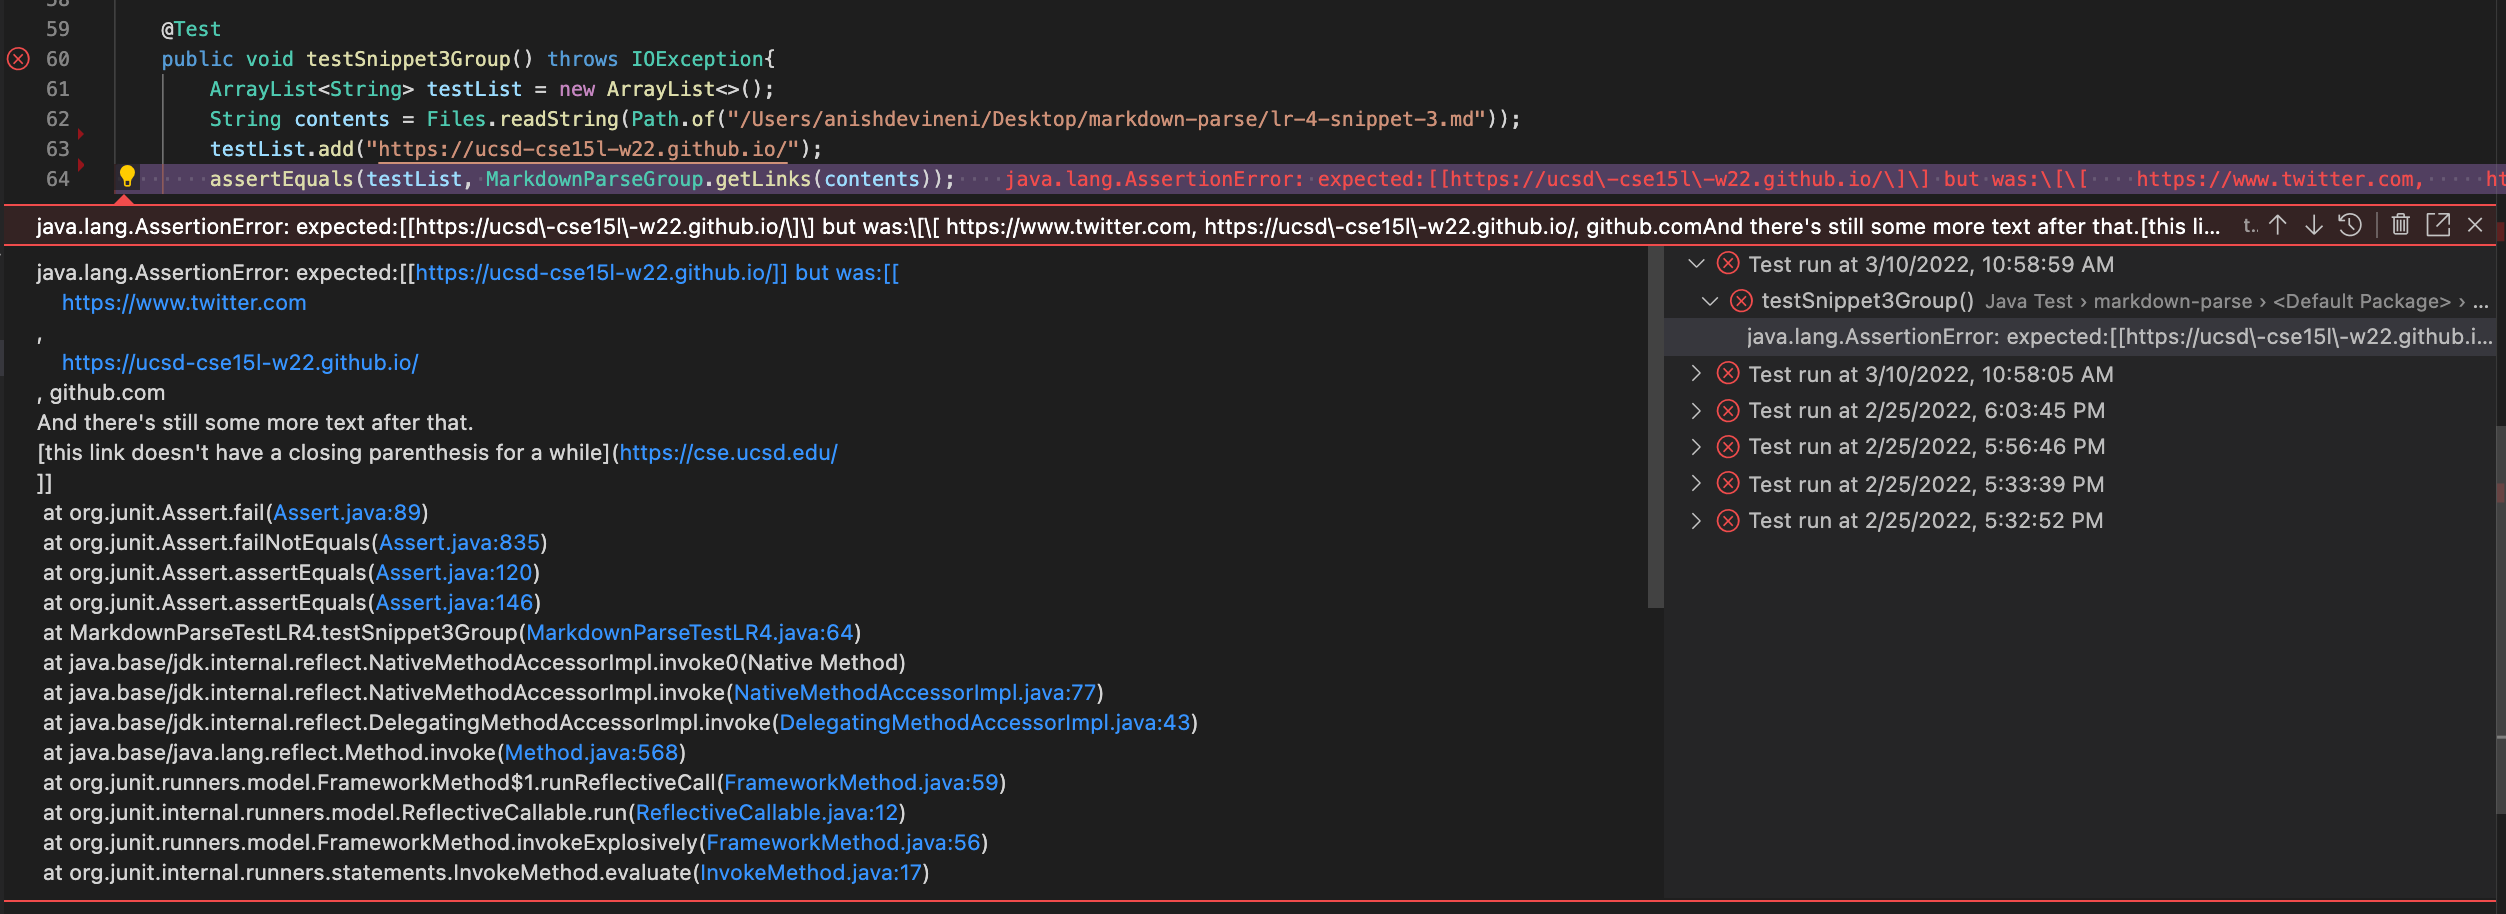 58
59 @Test
60 public void testSnippet3Group() throws IOException{
61 ArrayList<String> testList = new ArrayList<>();
62 String contents = Files.readString(Path.of("/Users/anishdevineni/Desktop/markdown-parse/lr-4-snippet-3.md"));
63 testList.add("https://ucsd-cse15l-w22.github.io/");
64 assertEquals(testList, MarkdownParseGroup.getLinks(contents)); java.lang.AssertionError: expected:[[https://ucsd\-cse15l\-w22.github.io/\]\] but was:\[\[ https://www.twitter.com, ht
java.lang.AssertionError: expected:[[https://ucsd\-cse15l\-w22.github.io/\]\] but was:\[\[ https://www.twitter.com, https://ucsd\-cse15l\-w22.github.io/, github.comAnd there's still some more text after that.[this li... t..
java.lang.AssertionError: expected:[[https://ucsd-cse15l-w22.github.io/]] but was:[[
https://www.twitter.com
,
https://ucsd-cse15l-w22.github.io/
, github.com
And there's still some more text after that.
[this link doesn't have a closing parenthesis for a while](https://cse.ucsd.edu/
]]
at org.junit.Assert.fail(Assert.java:89)
at org.junit.Assert.failNotEquals(Assert.java:835)
at org.junit.Assert.assertEquals(Assert.java:120)
at org.junit.Assert.assertEquals(Assert.java:146)
at MarkdownParseTestLR4.testSnippet3Group(MarkdownParseTestLR4.java:64)
at java.base/jdk.internal.reflect.NativeMethodAccessorImpl.invoke0(Native Method)
at java.base/jdk.internal.reflect.NativeMethodAccessorImpl.invoke(NativeMethodAccessorImpl.java:77)
at java.base/jdk.internal.reflect.DelegatingMethodAccessorImpl.invoke(DelegatingMethodAccessorImpl.java:43)
at java.base/java.lang.reflect.Method.invoke(Method.java:568)
at org.junit.runners.model.FrameworkMethod$1.runReflectiveCall(FrameworkMethod.java:59)
at org.junit.internal.runners.model.ReflectiveCallable.run(ReflectiveCallable.java:12)
at org.junit.runners.model.FrameworkMethod.invokeExplosively(FrameworkMethod.java:56)
at org.junit.internal.runners.statements.InvokeMethod.evaluate(InvokeMethod.java:17)
Test run at 3/10/2022, 10:58:59 AM
testSnippet3Group() Java Test › markdown-parse › <Default Package> › ...
java.lang.AssertionError: expected:[[https://ucsd\-cse15l\-w22.github.i...
Test run at 3/10/2022, 10:58:05 AM
Test run at 2/25/2022, 6:03:45 PM
Test run at 2/25/2022, 5:56:46 PM
Test run at 2/25/2022, 5:33:39 PM
Test run at 2/25/2022, 5:32:52 PM